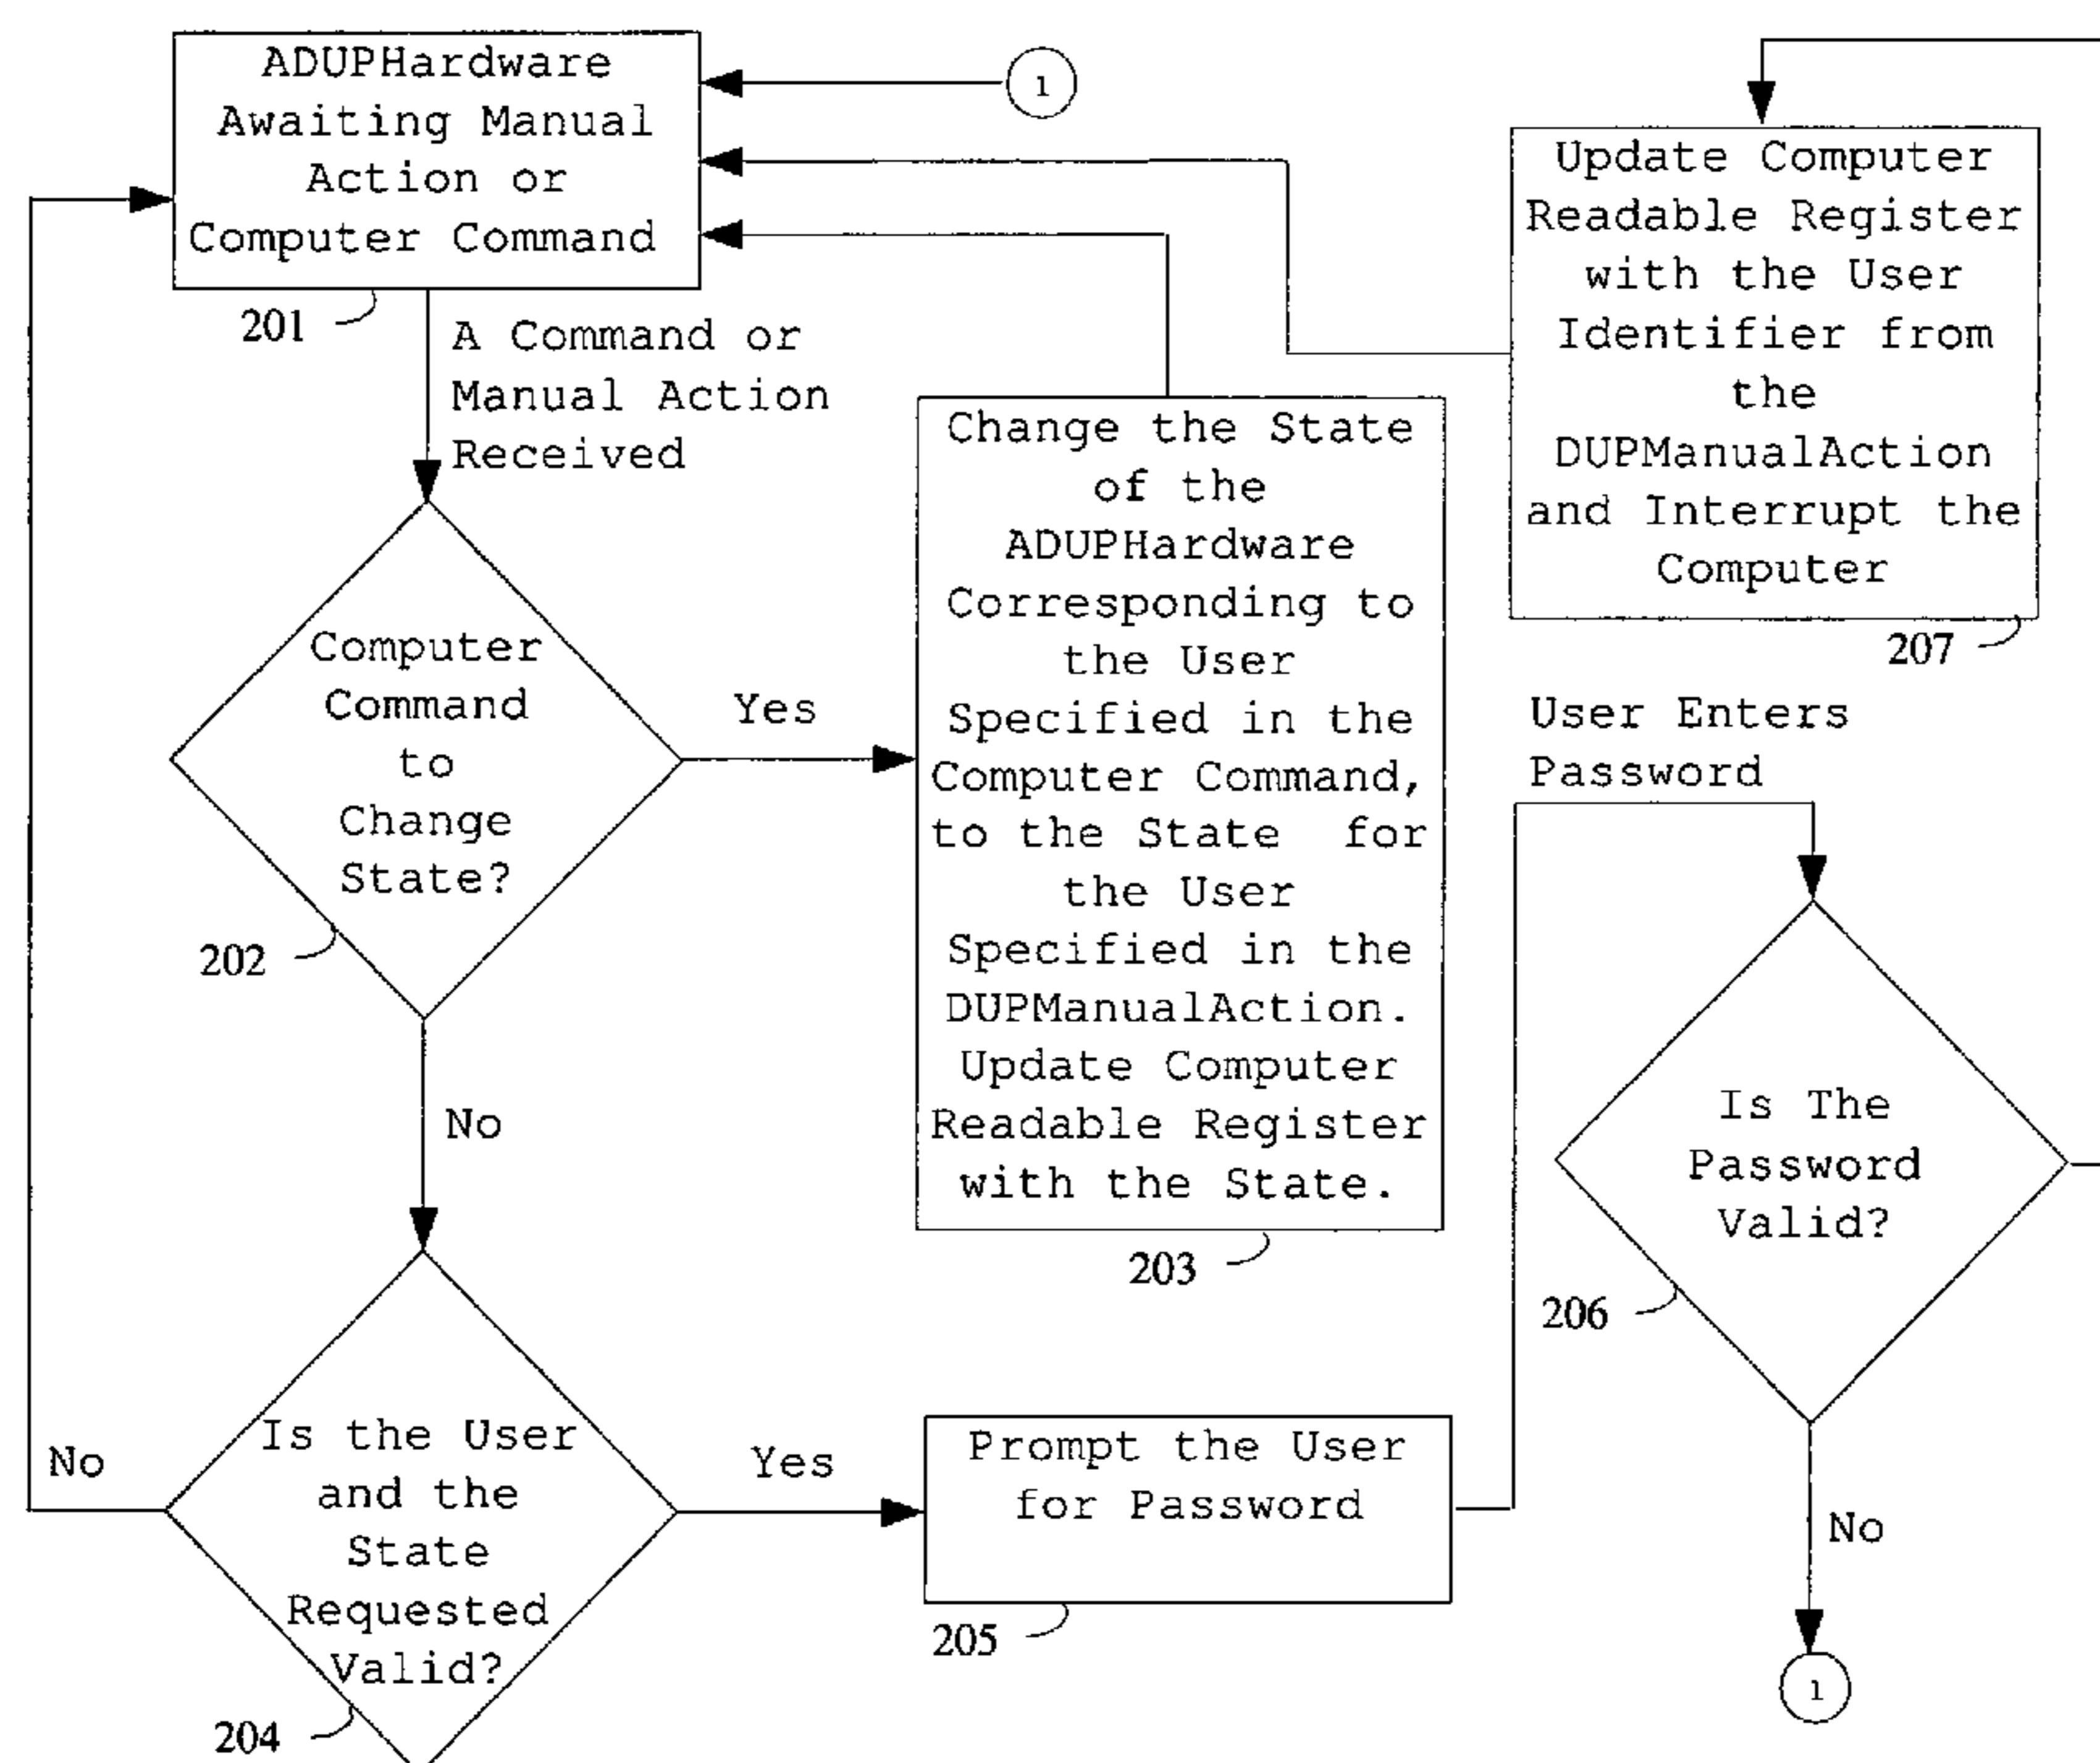 ADUPHardware
Awaiting Manual
Action or
Computer Command
201
1
A Command or
Manual Action
Received
Computer
Command
to
Change
State?
202
Yes
No
Change the State
of the
ADUPHardware
Corresponding to
the User
Specified in the
Computer Command,
to the State for
the User
Specified in the
DUPManualAction.
Update Computer
Readable Register
with the State.
203
Is the User
and the
State
Requested
Valid?
204
No
Yes
Prompt the User
for Password
205
User Enters
Password
Is The
Password
Valid?
206
No
1
Update Computer
Readable Register
with the User
Identifier from
the
DUPManualAction
and Interrupt the
Computer
207